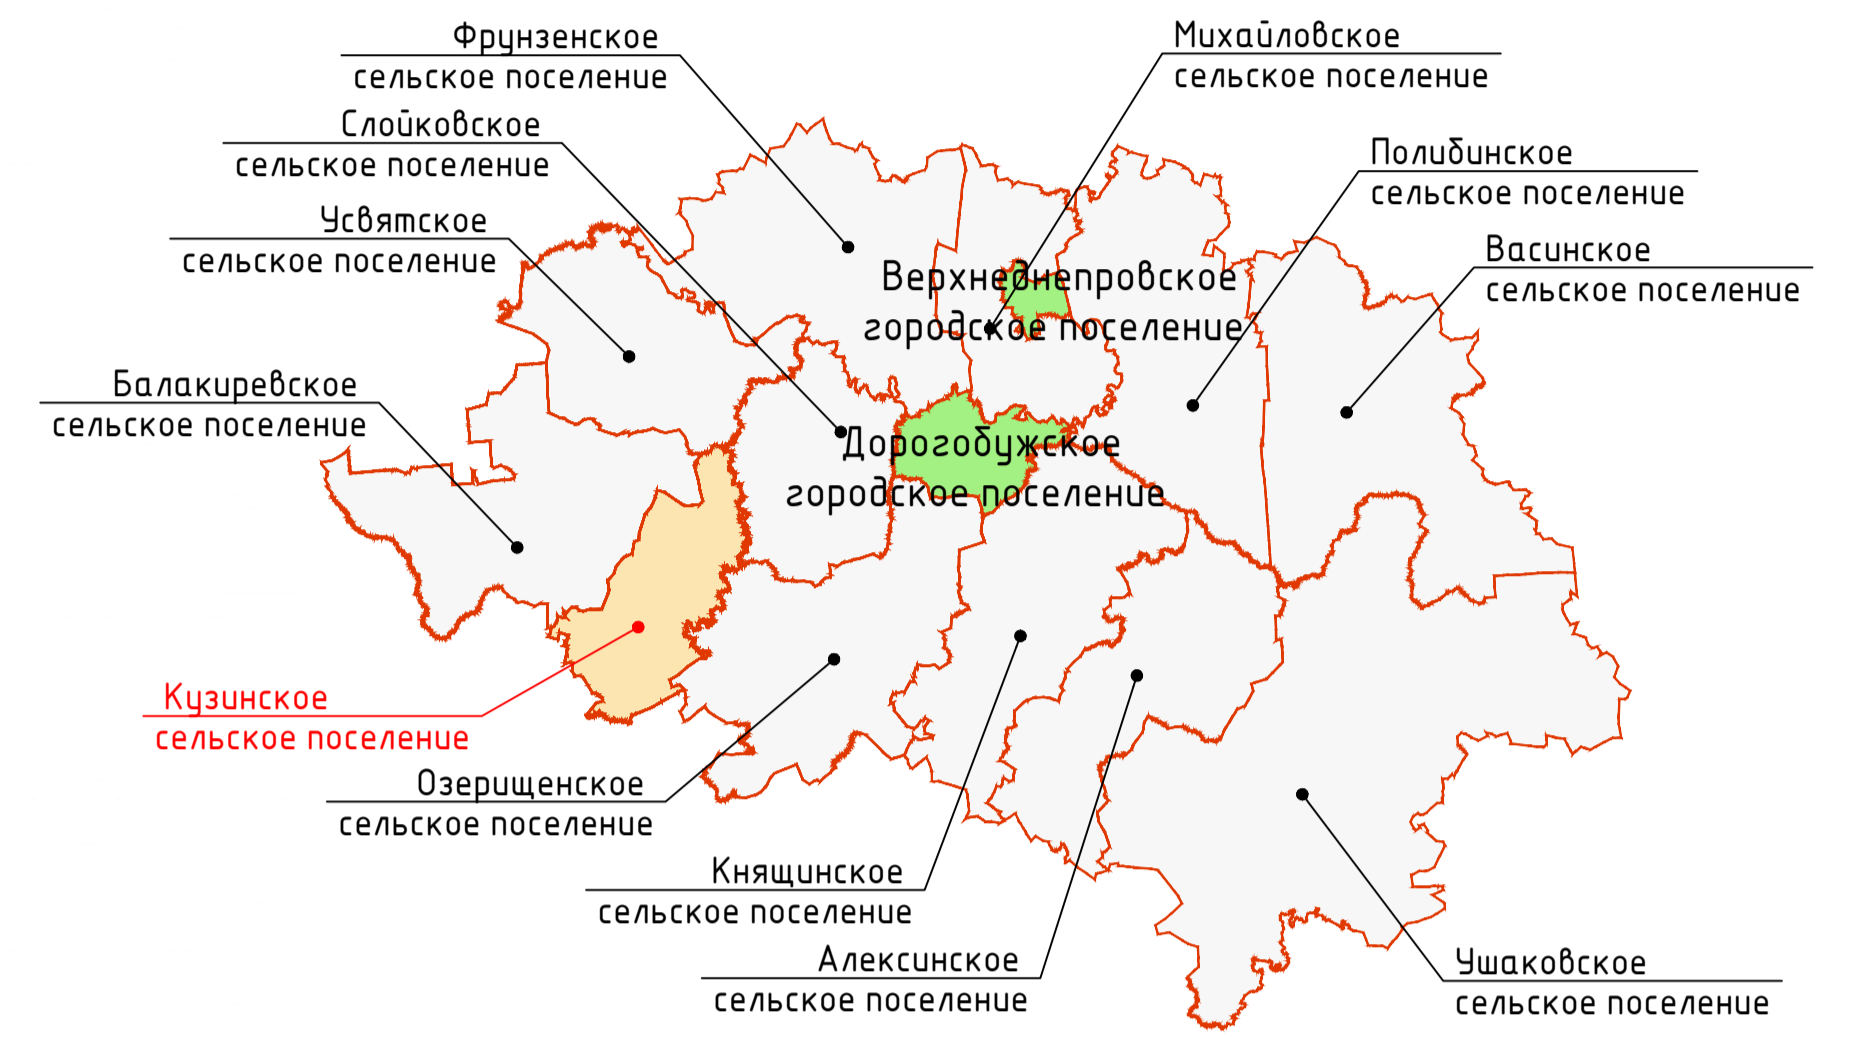 Фрунзенское
сельское поселение
Михайловское
сельское поселение
Слойковское
сельское поселение
Полибинское
сельское поселение
Усвятское
сельское поселение
Васинское
сельское поселение
Верхнеднепровское
городское поселение
Балакиревское
сельское поселение
Дорогобужское
городское поселение
Кузинское
сельское поселение
Озерищенское
сельское поселение
Княщинское
сельское поселение
Алексинское
сельское поселение
Ушаковское
сельское поселение